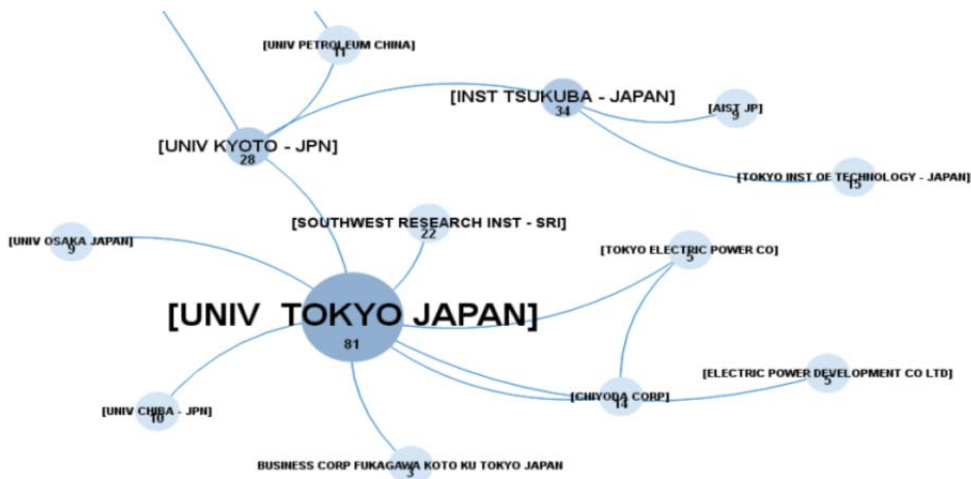 [UNIV PETROLEUM CHINA]
11
[INST TSUKUBA - JAPAN]
34
[AIST JP]
9
[UNIV KYOTO - JPN]
28
[TOKYO INST OF TECHNOLOGY - JAPAN]
15
[SOUTHWEST RESEARCH INST - SRI]
22
[UNIV OSAKA JAPAN]
9
[TOKYO ELECTRIC POWER CO]
5
[UNIV  TOKYO JAPAN]
81
[ELECTRIC POWER DEVELOPMENT CO LTD]
5
[CHIYODA CORP]
14
[UNIV CHIBA - JPN]
10
BUSINESS CORP FUKAGAWA KOTO KU TOKYO JAPAN
3